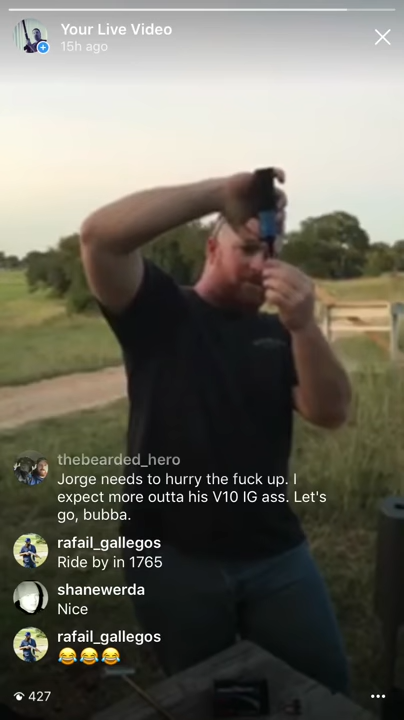 Your Live Video
15h ago
thebearded_hero
Jorge needs to hurry the fuck up. I
expect more outta his V10 IG ass. Let's
go, bubba.
rafail_gallegos
Ride by in 1765
shanewerda
Nice
rafail_gallegos
😂😂😂
427